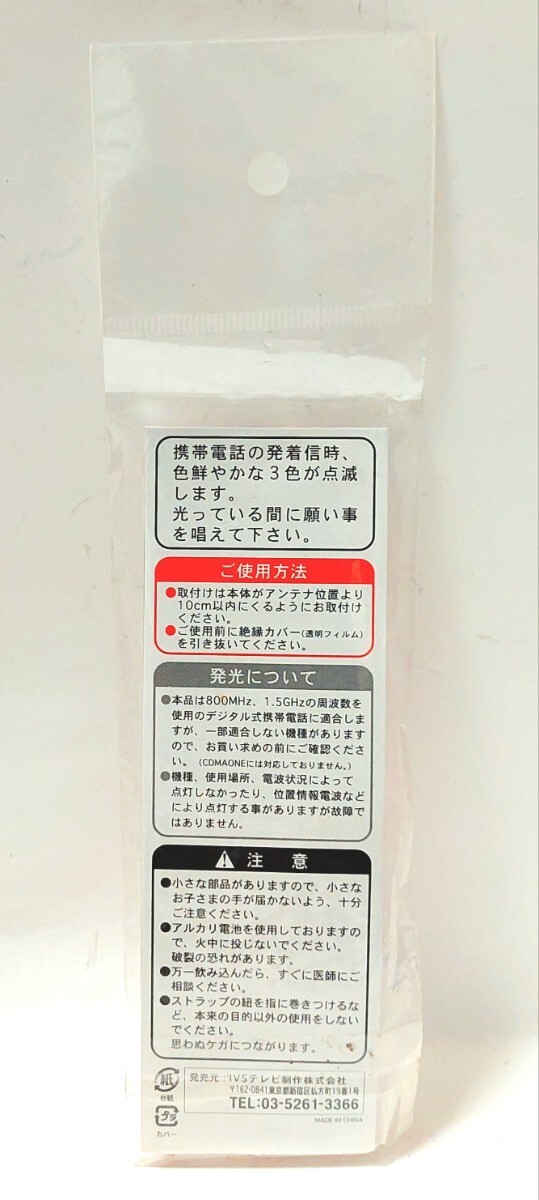 携帯電話の発着信時、
色鮮やかな３色が点滅
します。
光っている間に願い事
を唱えて下さい。
ご使用方法
●取付けは本体がアンテナ位置より
10cm以内にくるようにお取付け
ください。
●ご使用前に絶縁カバー(透明フィルム)
を引き抜いてください。
発光について
●本品は800MHz、1.5GHzの周波数を
使用のデジタル式携帯電話に適合しま
すが、一部適合しない機種があります
ので、お買い求めの前にご確認くださ
い。（CDMAONEには対応しておりません。）
●機種、使用場所、電波状況によって
点灯しなかったり、位置情報電波など
により点灯する事がありますが故障で
はありません。
注 意
●小さな部品がありますので、小さな
お子さまの手が届かないよう、十分
ご注意ください。
●アルカリ電池を使用しておりますの
で、火中に投じないでください。
破裂の恐れがあります。
●万一飲み込んだら、すぐに医師にご
相談ください。
●ストラップの紐を指に巻きつけるな
ど、本来の目的以外の使用をしない
でください。
思わぬケガにつながります。
紙
台紙
プラ
カバー
発売元：IVSテレビ制作株式会社
〒162-0841東京都新宿区払方町19番1号
TEL:03-5261-3366
MADE IN CHINA